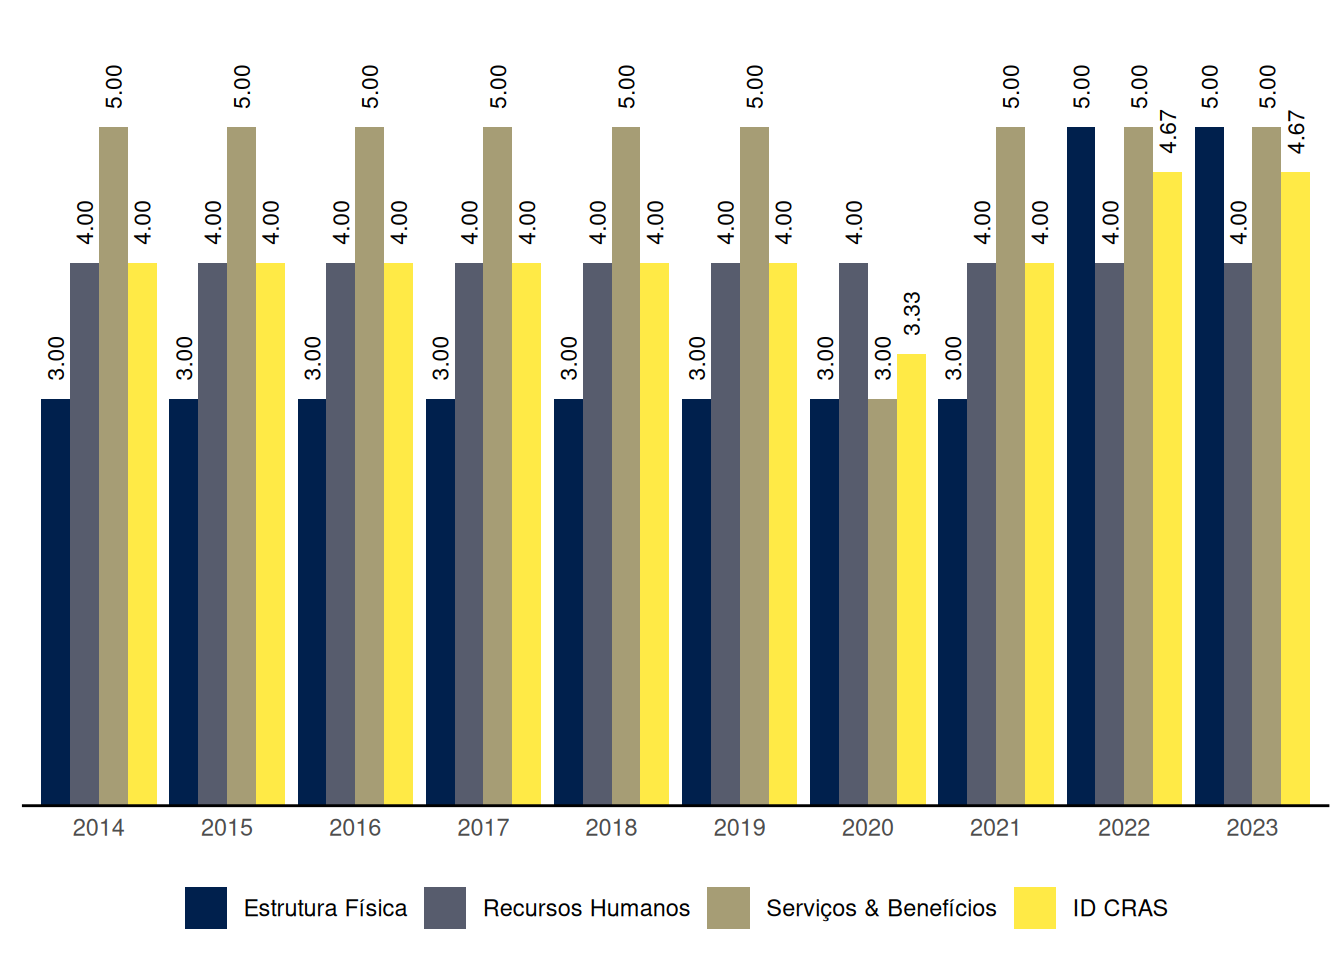 5.00 5.00 5.00 5.00 5.00 5.00 5.00 5.00 5.00 5.00 5.00
4.67 4.67
4.00 4.00 4.00 4.00 4.00 4.00 4.00 4.00 4.00 4.00 4.00 4.00 4.00 4.00 4.00 4.00 4.00
3.33
3.00 3.00 3.00 3.00 3.00 3.00 3.00 3.00 3.00
2014 2015 2016 2017 2018 2019 2020 2021 2022 2023
Estrutura Física Recursos Humanos Serviços & Benefícios ID CRAS